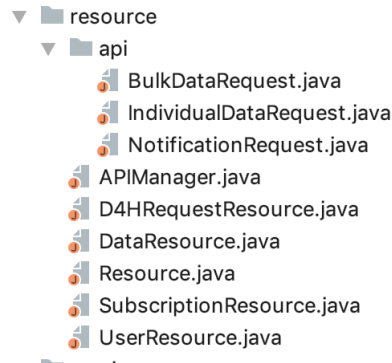 resource
api
BulkDataRequest.java
IndividualDataRequest.java
NotificationRequest.java
APIManager.java
D4HRequestResource.java
DataResource.java
Resource.java
SubscriptionResource.java
UserResource.java